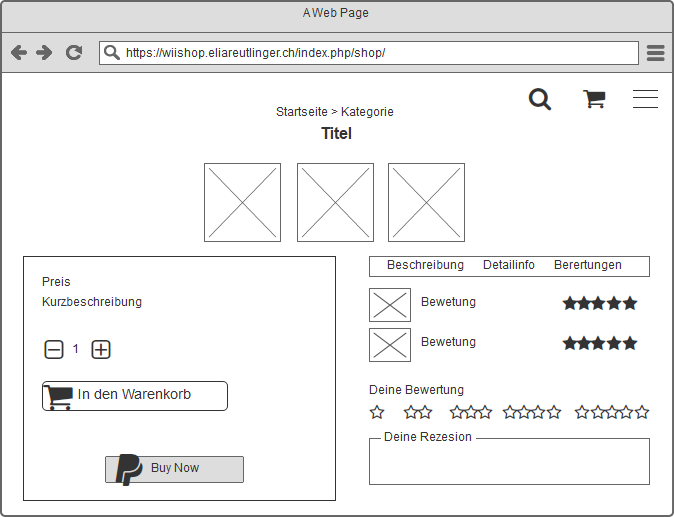 A Web Page
https://wiishop.eliareutlinger.ch/index.php/shop/
Startseite > Kategorie
Titel
Preis
Kurzbeschreibung
1
In den Warenkorb
Buy Now
Beschreibung Detailinfo Berertungen
Bewetung
Bewetung
Deine Bewertung
Deine Rezesion